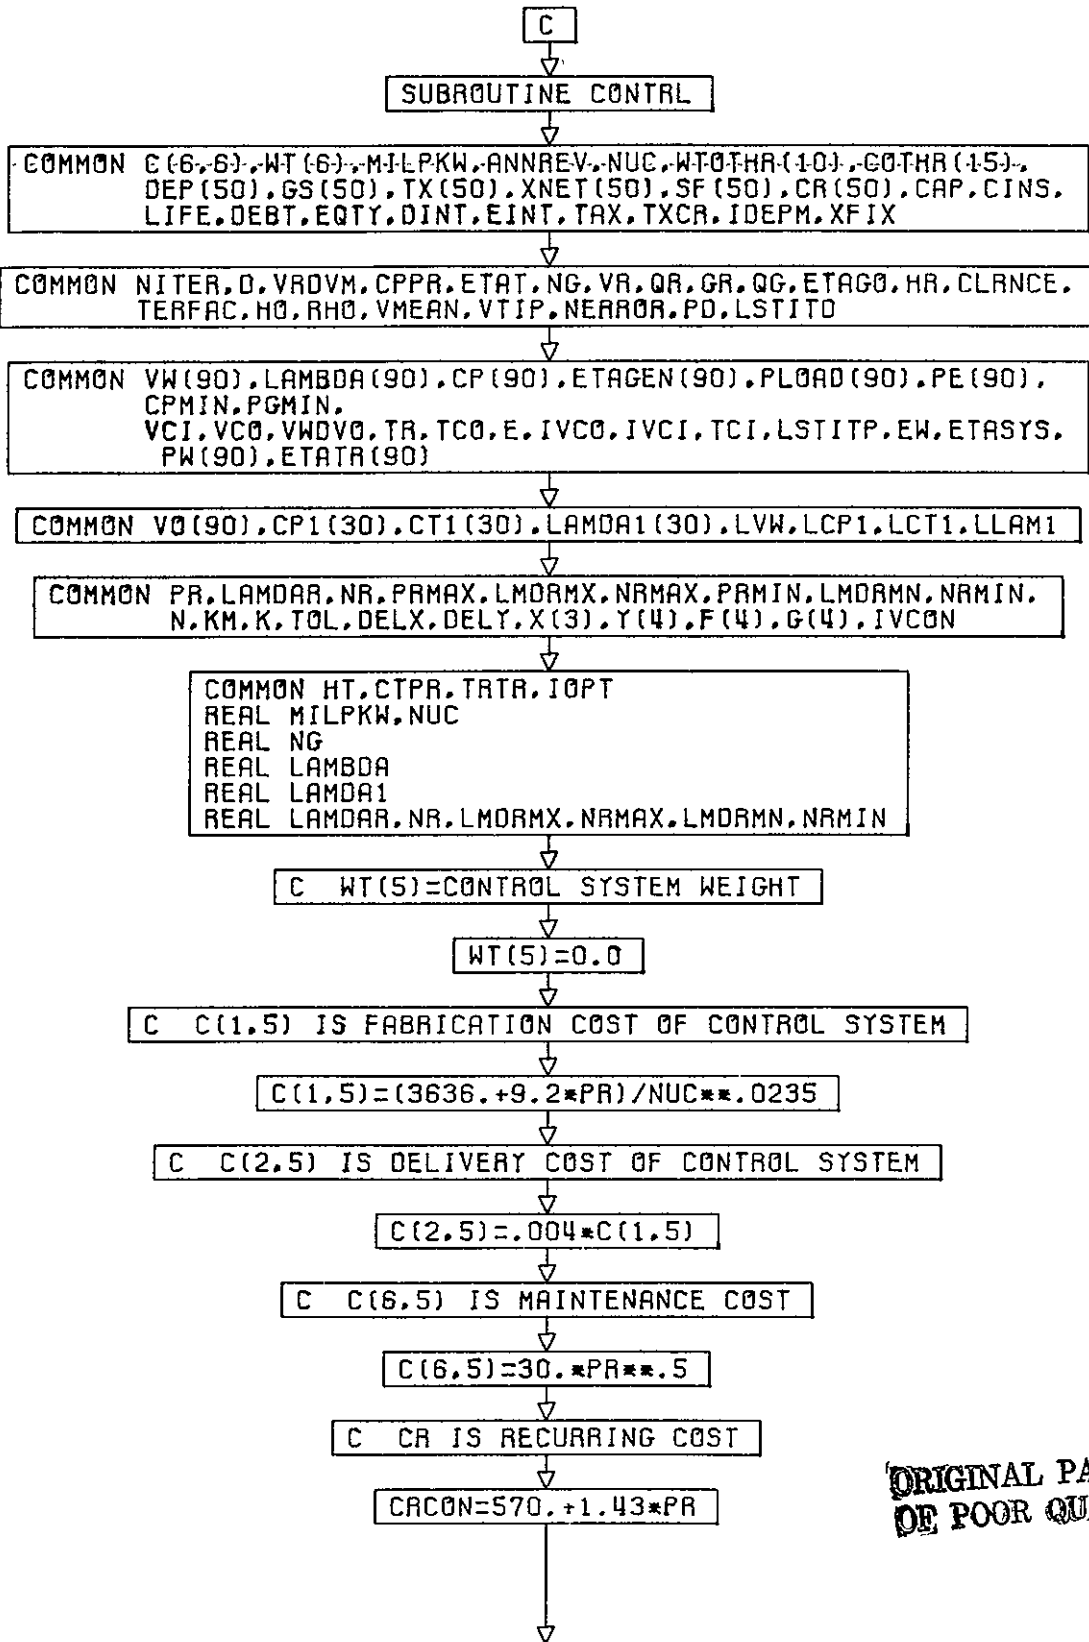 C
SUBROUTINE CONTRL
COMMON C(6,6),WT(6),MILPKW,ANNREV,NUC,WTOTHR(10),COTHR(15),
DEP(50),GS(50),TX(50),XNET(50),SF(50),CR(50),CAP,CINS,
LIFE,DEBT,EQTY,DINT,EINT,TAX,TXCR,IDEPM,XFIX
COMMON NITER,D,VRDVM,CPPR,ETAT,NG,VR,QR,GR,QG,ETAGO,HR,CLRNCE,
TERFAC,HO,RHO,VMEAN,VTIP,NERROR,PD,LSTITD
COMMON VW(90),LAMBDA(90),CP(90),ETAGEN(90),PLOAD(90),PE(90),
CPMIN,PGMIN,
VCI,VCO,VWDVO,TR,TCO,E,IVCO,IVCI,TCI,LSTITP,EW,ETASYS,
PW(90),ETATR(90)
COMMON VO(90),CP1(30),CT1(30),LAMDA1(30),LVW,LCP1,LCT1,LLAM1
COMMON PR,LAMDAR,NR,PRMAX,LMDRMX,NRMAX,PRMIN,LMDRMN,NRMIN,
N,KM,K,TOL,DELX,DELY,X(3),Y(4),F(4),G(4),IVCON
COMMON HT,CTPR,TRTR,IOPT
REAL MILPKW,NUC
REAL NG
REAL LAMBDA
REAL LAMDA1
REAL LAMDAR,NR,LMDRMX,NRMAX,LMDRMN,NRMIN
C WT(5)=CONTROL SYSTEM WEIGHT
WT(5)=0.0
C C(1,5) IS FABRICATION COST OF CONTROL SYSTEM
C(1,5)=(3636.+9.2*PR)/NUC**.0235
C C(2,5) IS DELIVERY COST OF CONTROL SYSTEM
C(2,5)=.004*C(1,5)
C C(6,5) IS MAINTENANCE COST
C(6,5)=30.*PR**.5
C CR IS RECURRING COST
CRCON=570.+1.43*PR
ORIGINAL PA
OF POOR QU